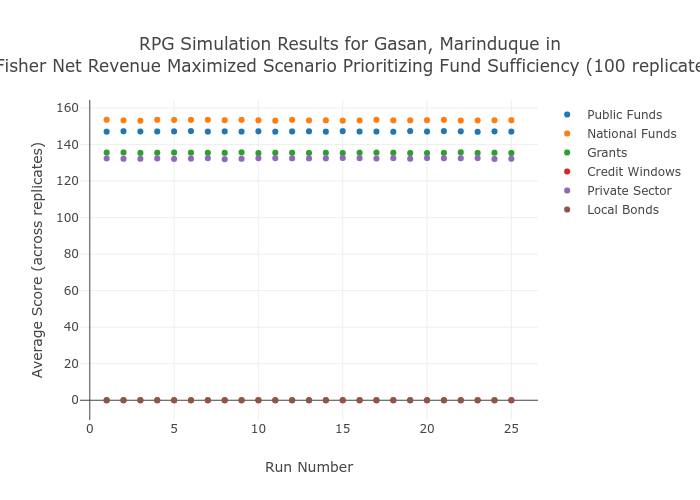 RPG Simulation Results for Gasan, Marinduque in
Fisher Net Revenue Maximized Scenario Prioritizing Fund Sufficiency (100 replicate
Average Score (across replicates)
160
140
120
100
80
60
40
20
0
0 5 10 15 20 25
Run Number
Public Funds
National Funds
Grants
Credit Windows
Private Sector
Local Bonds